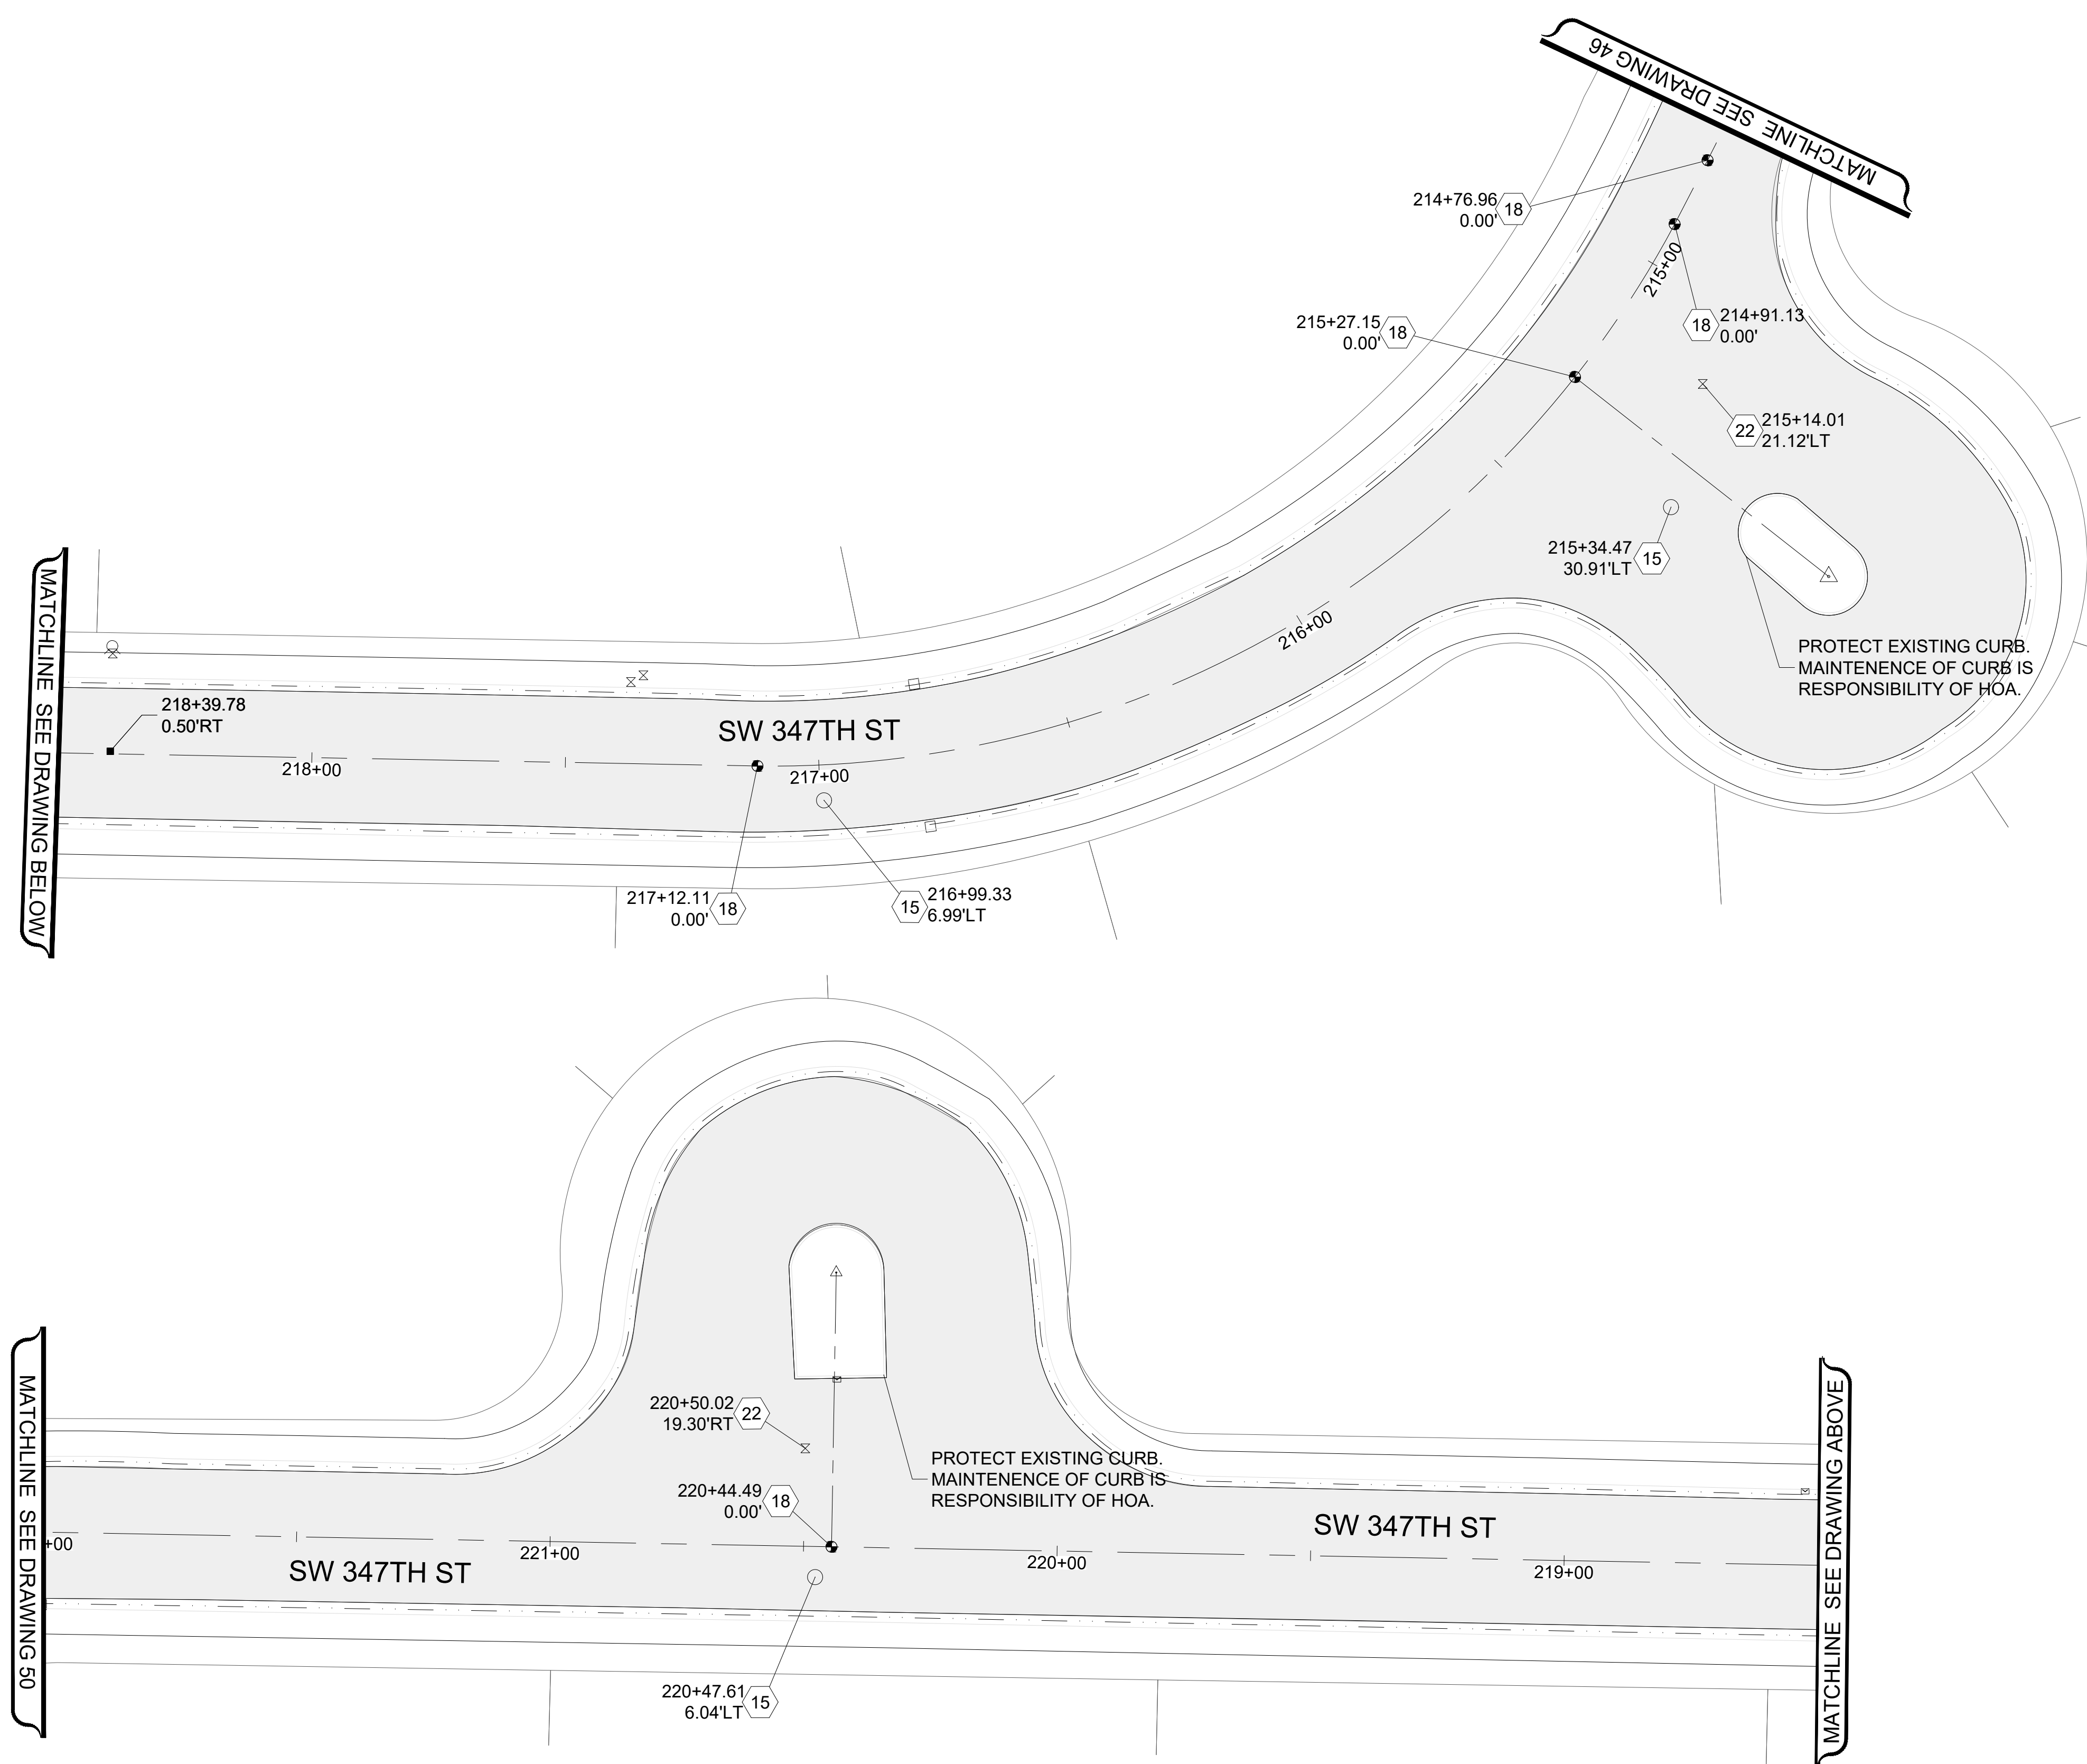 MATCHLINE  SEE DRAWING 46
214+76.96
0.00'
18
215+00
215+27.15
0.00'
18
18
214+91.13
0.00'
22
215+14.01
21.12'LT
215+34.47
30.91'LT
15
216+00
PROTECT EXISTING CURB.
MAINTENENCE OF CURB IS
RESPONSIBILITY OF HOA.
MATCHLINE  SEE DRAWING BELOW
218+39.78
0.50'RT
SW 347TH ST
218+00
217+00
217+12.11
0.00'
18
15
216+99.33
6.99'LT
MATCHLINE  SEE DRAWING 50
220+50.02
19.30'RT
22
PROTECT EXISTING CURB.
MAINTENENCE OF CURB IS
RESPONSIBILITY OF HOA.
220+44.49
0.00'
18
SW 347TH ST
+00
221+00
220+00
219+00
SW 347TH ST
220+47.61
6.04'LT
15
MATCHLINE  SEE DRAWING ABOVE